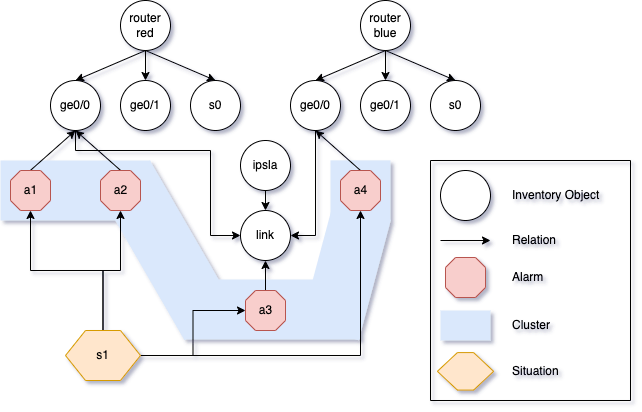 router
red
router
blue
ge0/0
ge0/1
s0
ge0/0
ge0/1
s0
ipsla
a1
a2
a4
link
a3
s1
Inventory Object
Relation
Alarm
Cluster
Situation